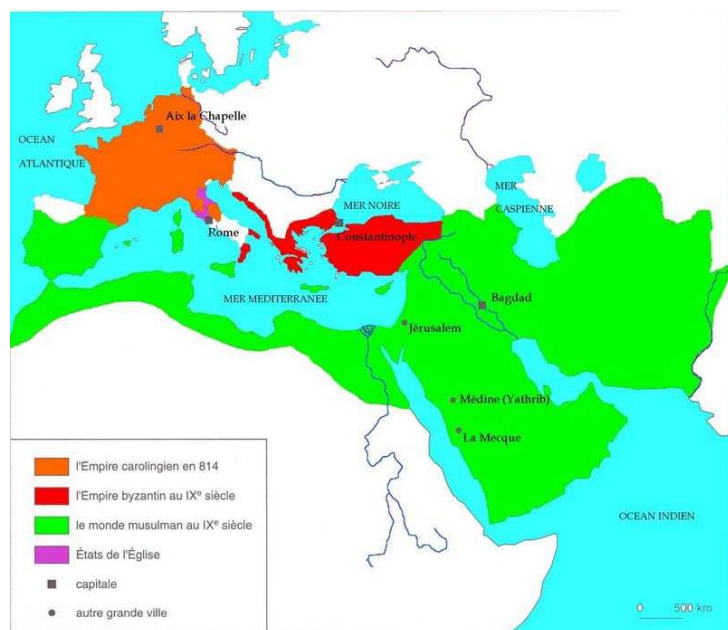 Aix la Chapelle
OCEAN
ATLANTIQUE
MER NOIRE
MER
CASPIENNE
Rome
Constantinople
MER MEDITERRANEE
Bagdad
Jérusalem
Médine (Yathrib)
La Mecque
OCEAN INDIEN
l'Empire carolingien en 814
l'Empire byzantin au IXe siècle
le monde musulman au IXe siècle
États de l'Église
capitale
autre grande ville
0 500 km